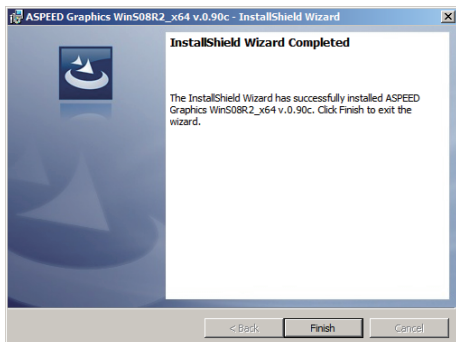 ASPEED Graphics WinS08R2_x64 v.0.90c - InstallShield Wizard
InstallShield Wizard Completed
The InstallShield Wizard has successfully installed ASPEED
Graphics WinS08R2_x64 v.0.90c. Click Finish to exit the
wizard.
< Back Finish Cancel